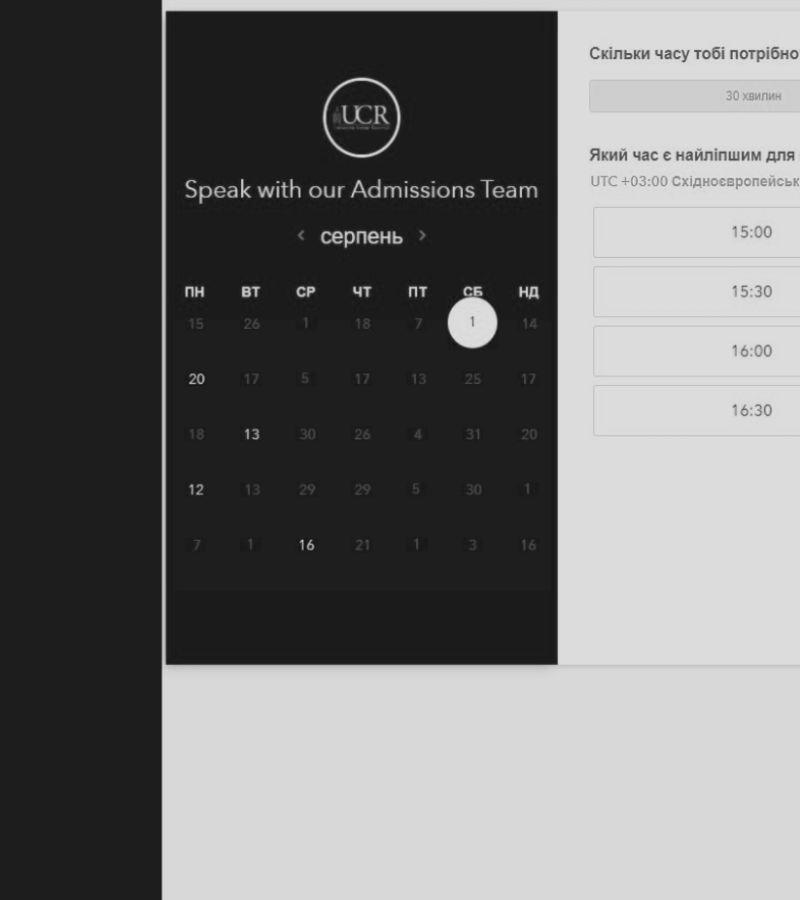 UCR
Speak with our Admissions Team
< серпень >
ПН ВТ СР ЧТ ПТ СБ НД
15 26 1 18 7 1 14
20 17 5 17 13 25 17
18 13 30 26 4 31 20
12 13 29 29 5 30 1
7 1 16 21 1 3 16
Скільки часу тобі потрібно
30 хвилин
Який час є найліпшим для
UTC +03:00 Східноєвропейськ
15:00
15:30
16:00
16:30